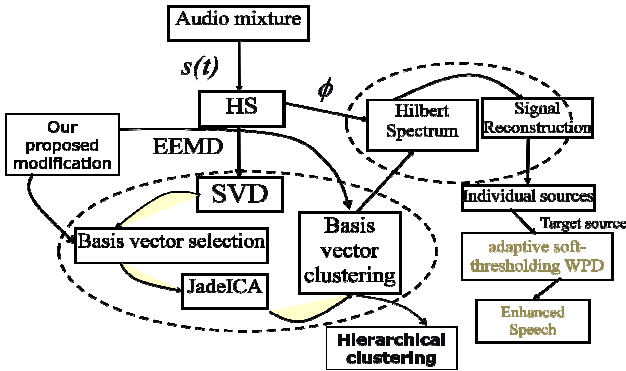 Audio mixture
s(t)
HS
ϕ
Hilbert
Spectrum
Signal
Reconstruction
Our
proposed
modification
EEMD
SVD
Individual sources
Target source
Basis vector selection
Basis
vector
clustering
adaptive soft-
thresholding WPD
JadeICA
Enhanced
Speech
Hierarchical
clustering